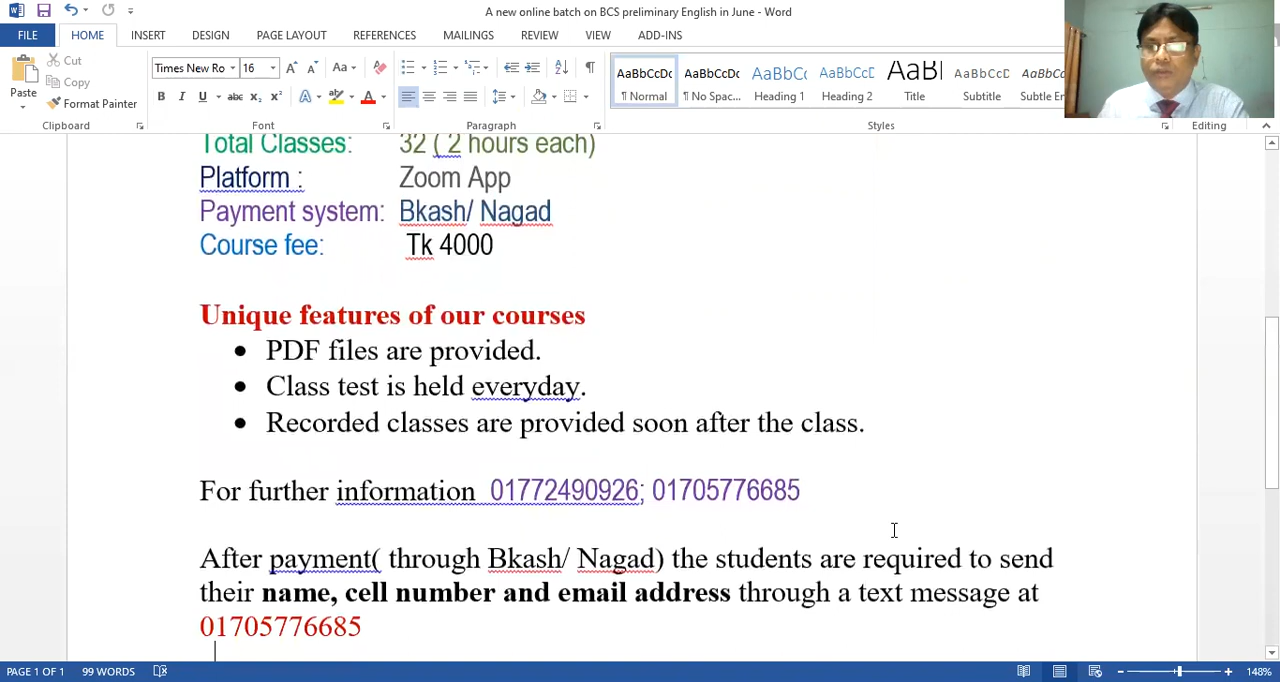 A new online batch on BCS preliminary English in June - Word
FILE HOME INSERT DESIGN PAGE LAYOUT REFERENCES MAILINGS REVIEW VIEW ADD-INS
Paste
Cut
Copy
Format Painter
Times New Ro 16
Clipboard Font Paragraph Styles Editing
AaBbCcDc AaBbCcDc AaBbCc AaBbCcD AaBl AaBbCcD
¶ Normal ¶ No Spac... Heading 1 Heading 2 Title Subtitle Subtle Em
Total Classes: 32 ( 2 hours each)
Platform : Zoom App
Payment system: Bkash/ Nagad
Course fee: Tk 4000
Unique features of our courses
• PDF files are provided.
• Class test is held everyday.
• Recorded classes are provided soon after the class.
For further information 01772490926; 01705776685
After payment( through Bkash/ Nagad) the students are required to send
their name, cell number and email address through a text message at
01705776685
PAGE 1 OF 1 99 WORDS 148%